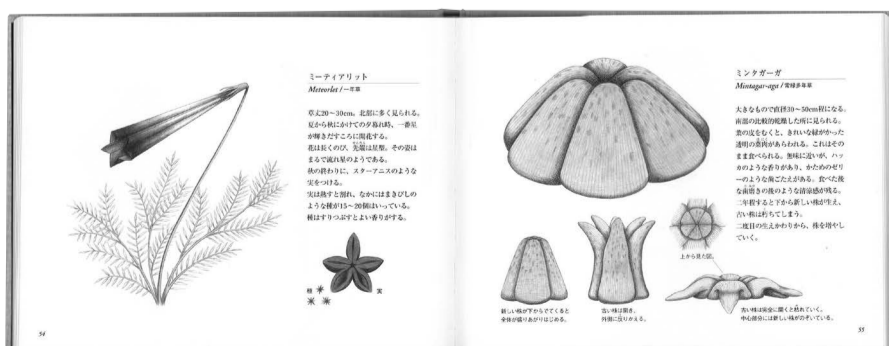 ミーティアリット
Meteorlet / 一年草
草丈20〜30cm。北部に多く見られる。
夏から秋にかけての夕暮れ時、一番星
が輝きだすころに開花する。
花は長くのび、先端は星型。その姿は
まるで流れ星のようである。
秋の終わりに、スターアニスのような
実をつける。
実は熟すと割れ、なかにはまきびしの
ような種が15〜20個はいっている。
種はすりつぶすとよい香りがする。
種
実
54
ミンタガーガ
Mintagar-aga / 常緑多年草
大きなもので直径30〜50cm程になる。
南部の比較的乾燥した所に見られる。
葉の皮をむくと、きれいな緑がかった
透明の葉肉があらわれる。これはその
まま食べられる。無味に近いが、ハッ
カのような香りがあり、かためのゼリ
ーのような歯ごたえがある。食べた後
な歯磨きの後のような清涼感が残る。
二年程すると下から新しい株が生え、
古い株は朽ちてしまう。
二度目の生えかわりから、株を増やし
ていく。
上から見た図。
新しい株が下からでてくると
全体が盛りあがりはじめる。
古い株は開き、
外側に反りかえる。
古い株は完全に開くと枯れていく。
中心部分には新しい株がのぞいている。
55